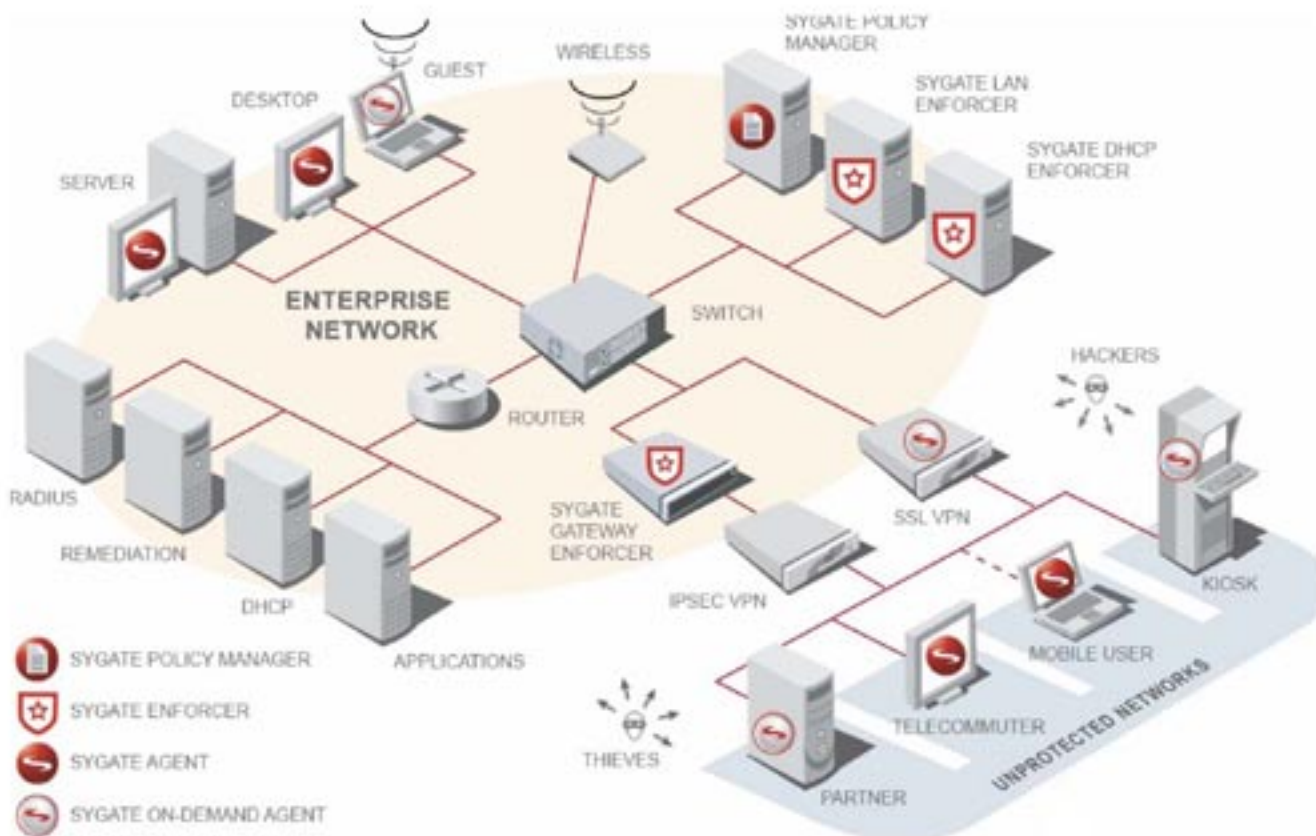 SYGATE POLICY
MANAGER
WIRELESS
GUEST
DESKTOP
SYGATE LAN
ENFORCER
SYGATE DHCP
ENFORCER
SERVER
ENTERPRISE
NETWORK
SWITCH
HACKERS
ROUTER
RADIUS
SYGATE
GATEWAY
ENFORCER
SSL VPN
REMEDIATION
KIOSK
DHCP
IPSEC VPN
APPLICATIONS
MOBILE USER
TELECOMMUTER
UNPROTECTED NETWORKS
THIEVES
PARTNER
SYGATE POLICY MANAGER
SYGATE ENFORCER
SYGATE AGENT
SYGATE ON-DEMAND AGENT